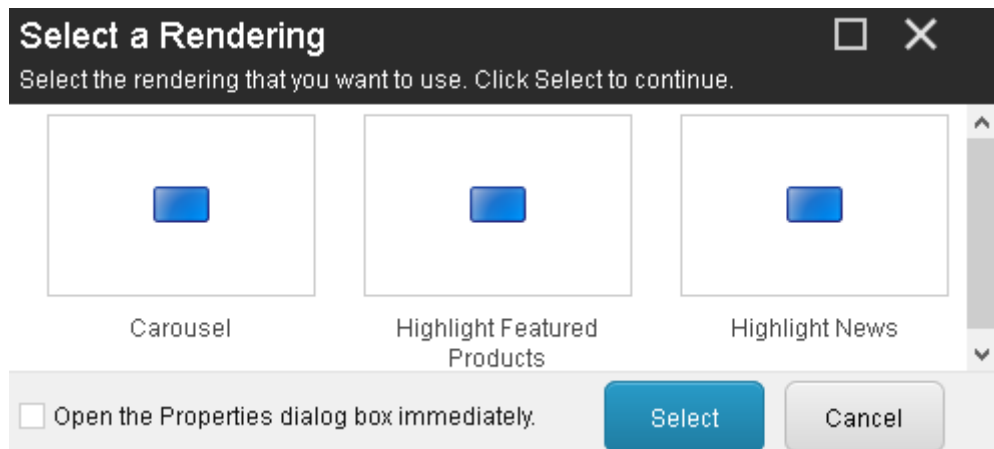 Select a Rendering
Select the rendering that you want to use. Click Select to continue.
Carousel
Highlight Featured
Products
Highlight News
Open the Properties dialog box immediately.
Select
Cancel